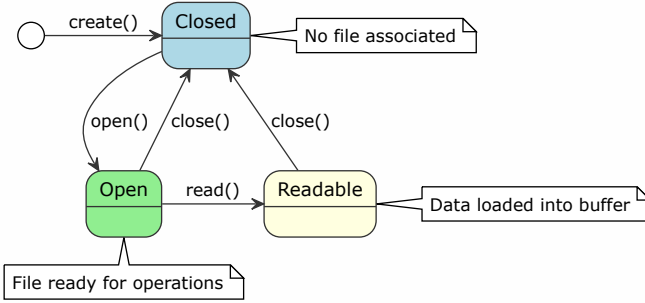 create()
Closed
No file associated
open()
close()
close()
Open
read()
Readable
Data loaded into buffer
File ready for operations